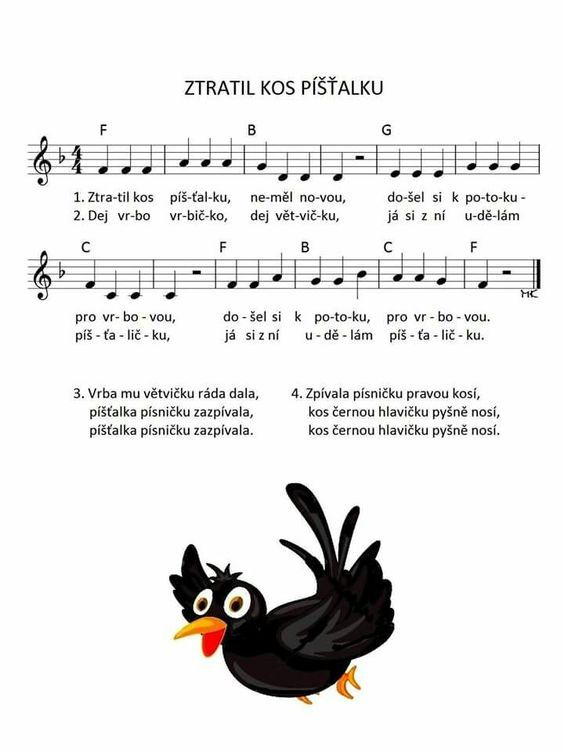 ZTRATIL KOS PÍŠŤALKU
F B G
4
4
1. Ztra-til kos píš-ťal-ku, ne-měl no-vou, do-šel si k po-to-ku -
2. Dej vr-bo vr-bič-ko, dej vět-vič-ku, já si z ní u-dě-lám
C F B C F
MK
pro vr- bo - vou, do - šel si k po-to-ku, pro vr - bo - vou.
píš - ťa - lič - ku, já si z ní u - dě - lám píš - ťa - lič - ku.
3. Vrba mu větvičku ráda dala,
píšťalka písničku zazpívala,
píšťalka písničku zazpívala.
4. Zpívala písničku pravou kosí,
kos černou hlavičku pyšně nosí,
kos černou hlavičku pyšně nosí.